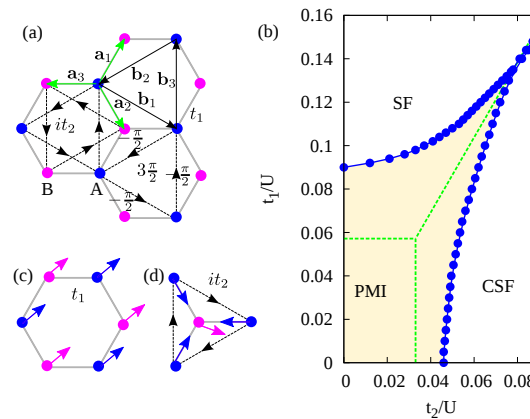 (a)
a₁
a₃
a₂
b₂
b₃
b₁
t₁
it₂
−π/2
3π/2
−π/2
−π/2
B
A
(c)
t₁
(d)
it₂
(b)
0.16
0.14
0.12
0.1
0.08
0.06
0.04
0.02
0
t₁/U
SF
PMI
CSF
0
0.02
0.04
0.06
0.08
t₂/U